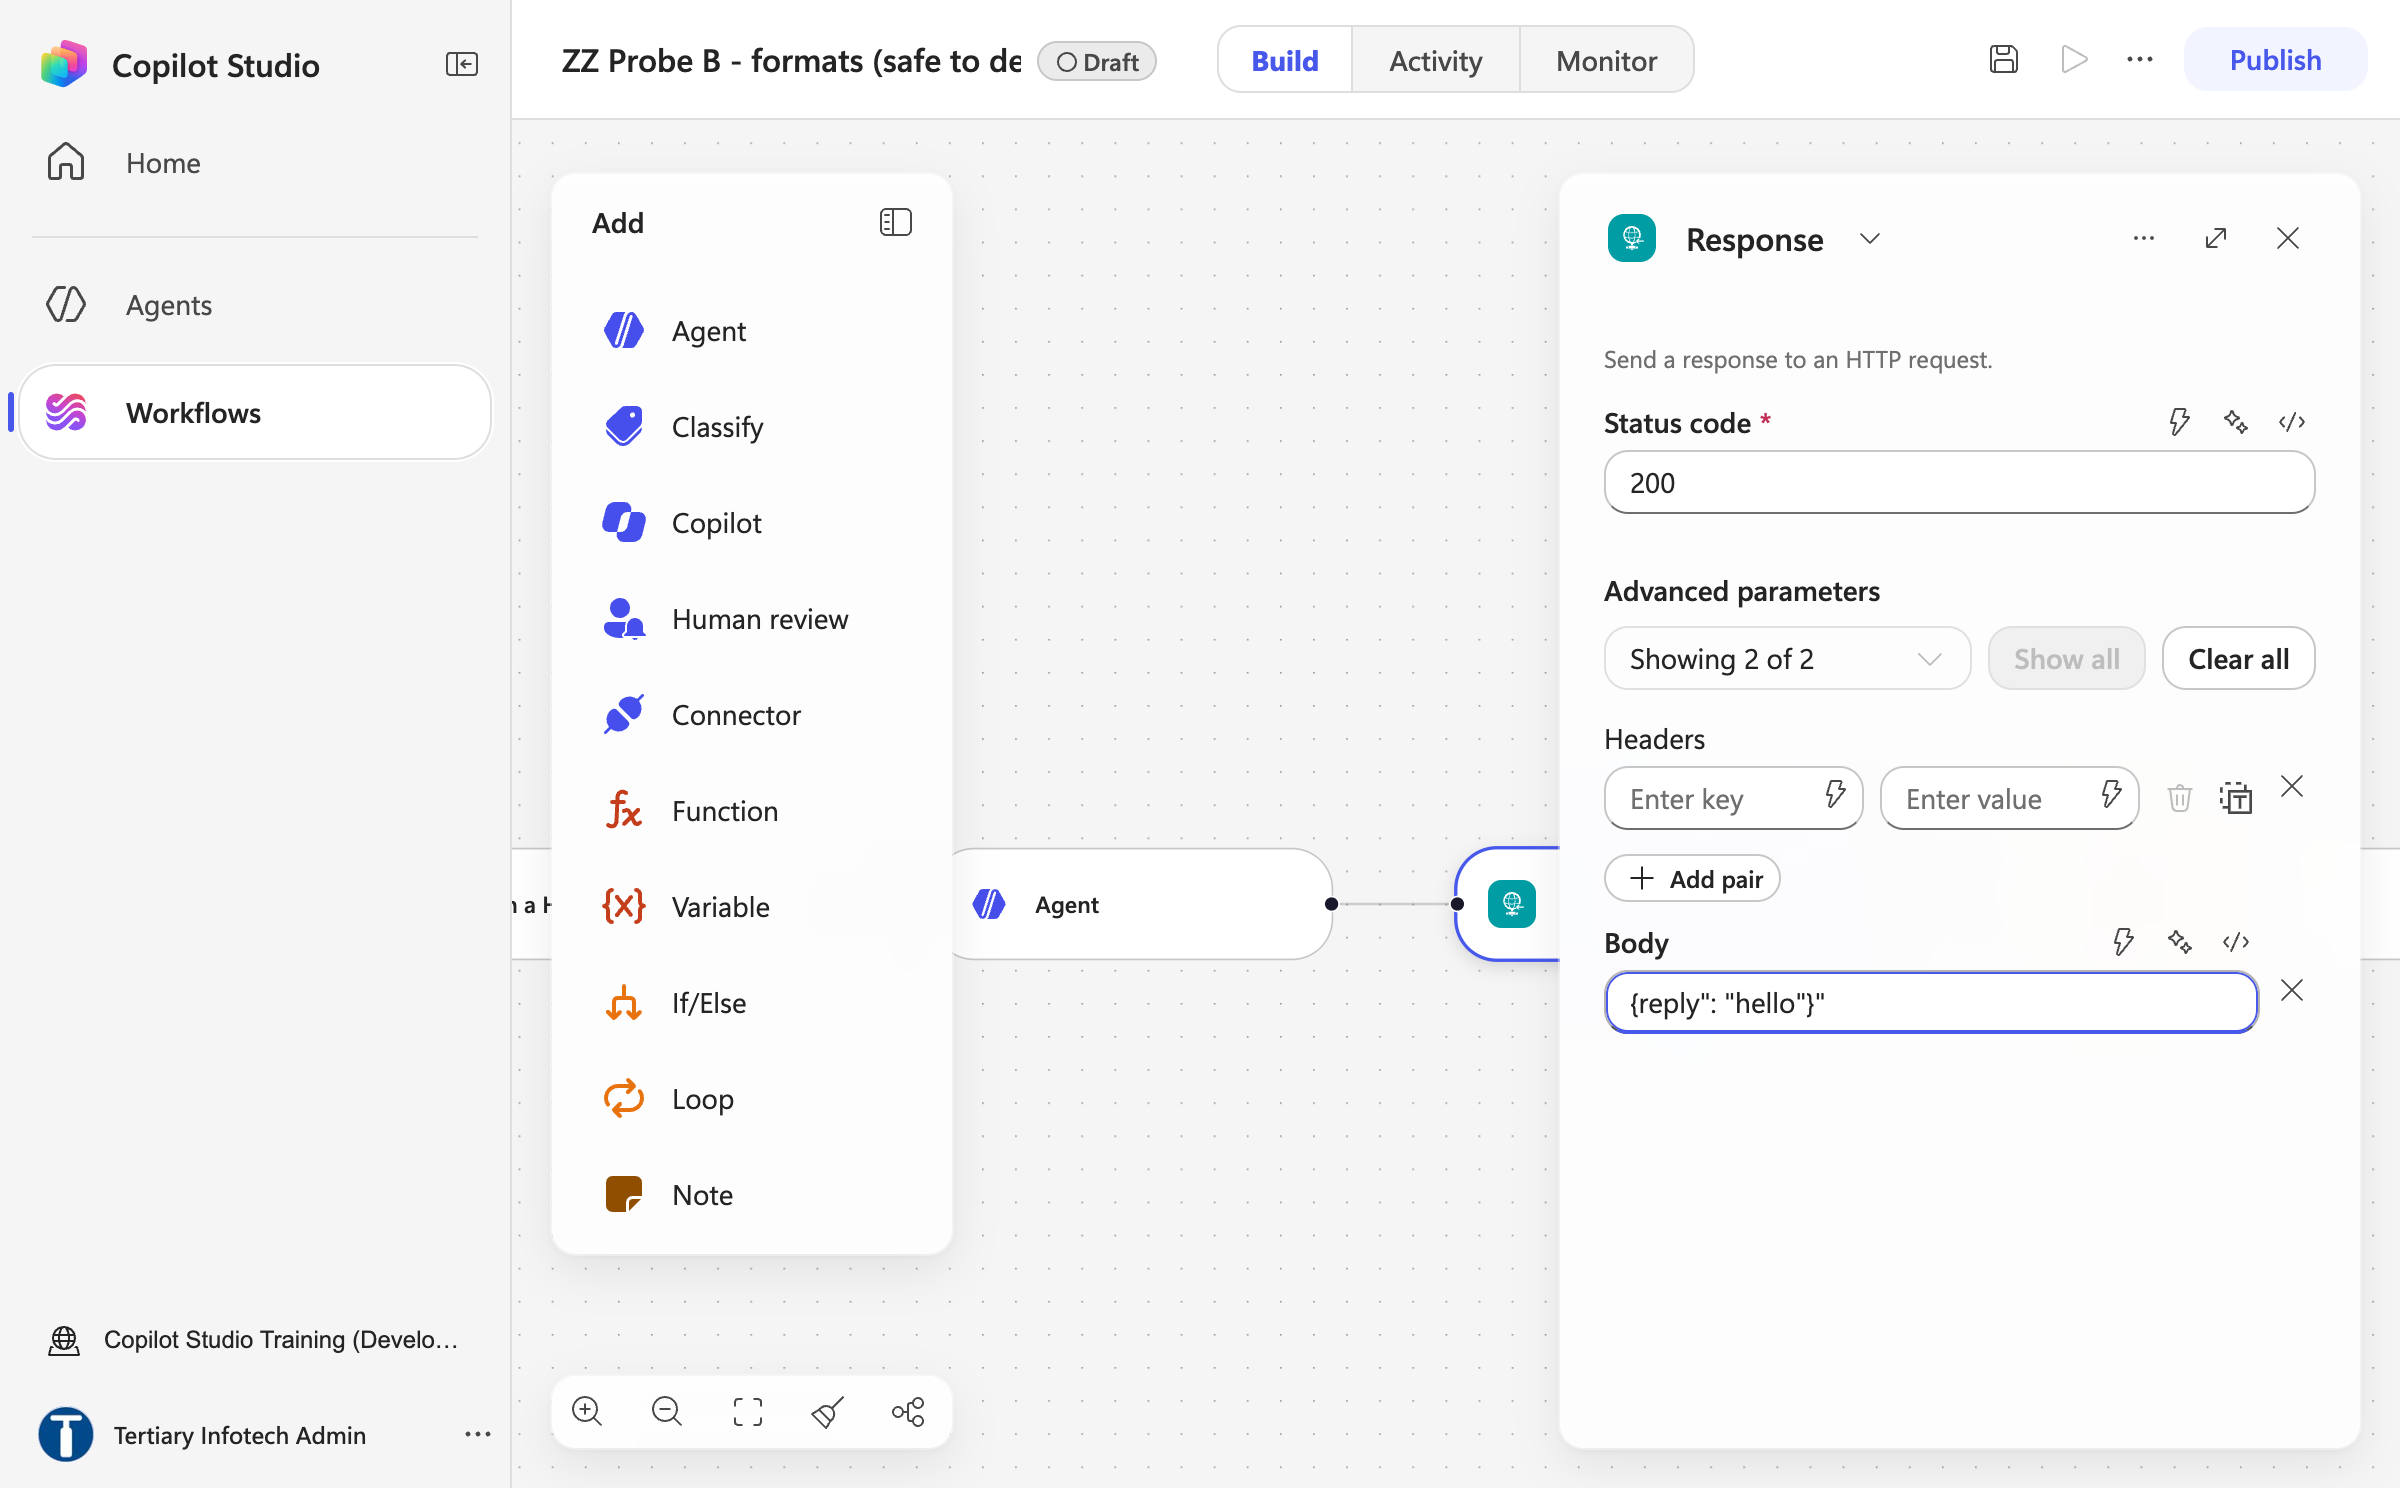 Copilot Studio
Home
Agents
Workflows
Copilot Studio Training (Develo...
Tertiary Infotech Admin
ZZ Probe B - formats (safe to de
Draft
Build
Activity
Monitor
Publish
Add
Agent
Classify
Copilot
Human review
Connector
Function
Variable
If/Else
Loop
Note
n a H
Agent
Response
Send a response to an HTTP request.
Status code *
200
Advanced parameters
Showing 2 of 2
Show all
Clear all
Headers
Enter key
Enter value
Add pair
Body
{reply": "hello"}"